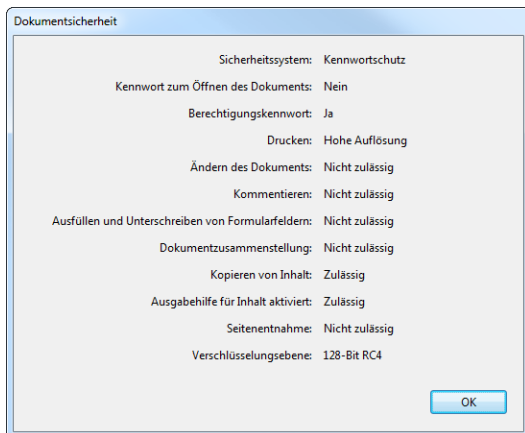 Dokumentsicherheit
Sicherheitssystem: Kennwortschutz
Kennwort zum Öffnen des Dokuments: Nein
Berechtigungskennwort: Ja
Drucken: Hohe Auflösung
Ändern des Dokuments: Nicht zulässig
Kommentieren: Nicht zulässig
Ausfüllen und Unterschreiben von Formularfeldern: Nicht zulässig
Dokumentzusammenstellung: Nicht zulässig
Kopieren von Inhalt: Zulässig
Ausgabehilfe für Inhalt aktiviert: Zulässig
Seitenentnahme: Nicht zulässig
Verschlüsselungsebene: 128-Bit RC4
OK